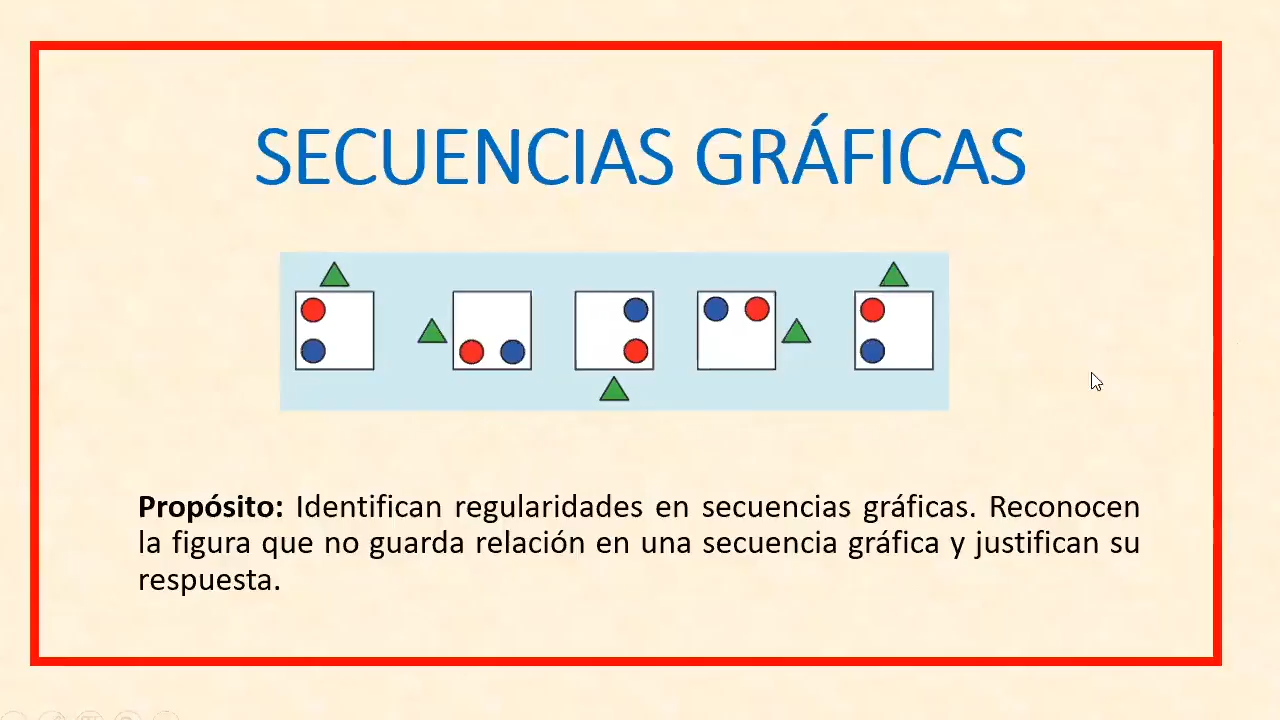 SECUENCIAS GRÁFICAS
Propósito: Identifican regularidades en secuencias gráficas. Reconocen
la figura que no guarda relación en una secuencia gráfica y justifican su
respuesta.